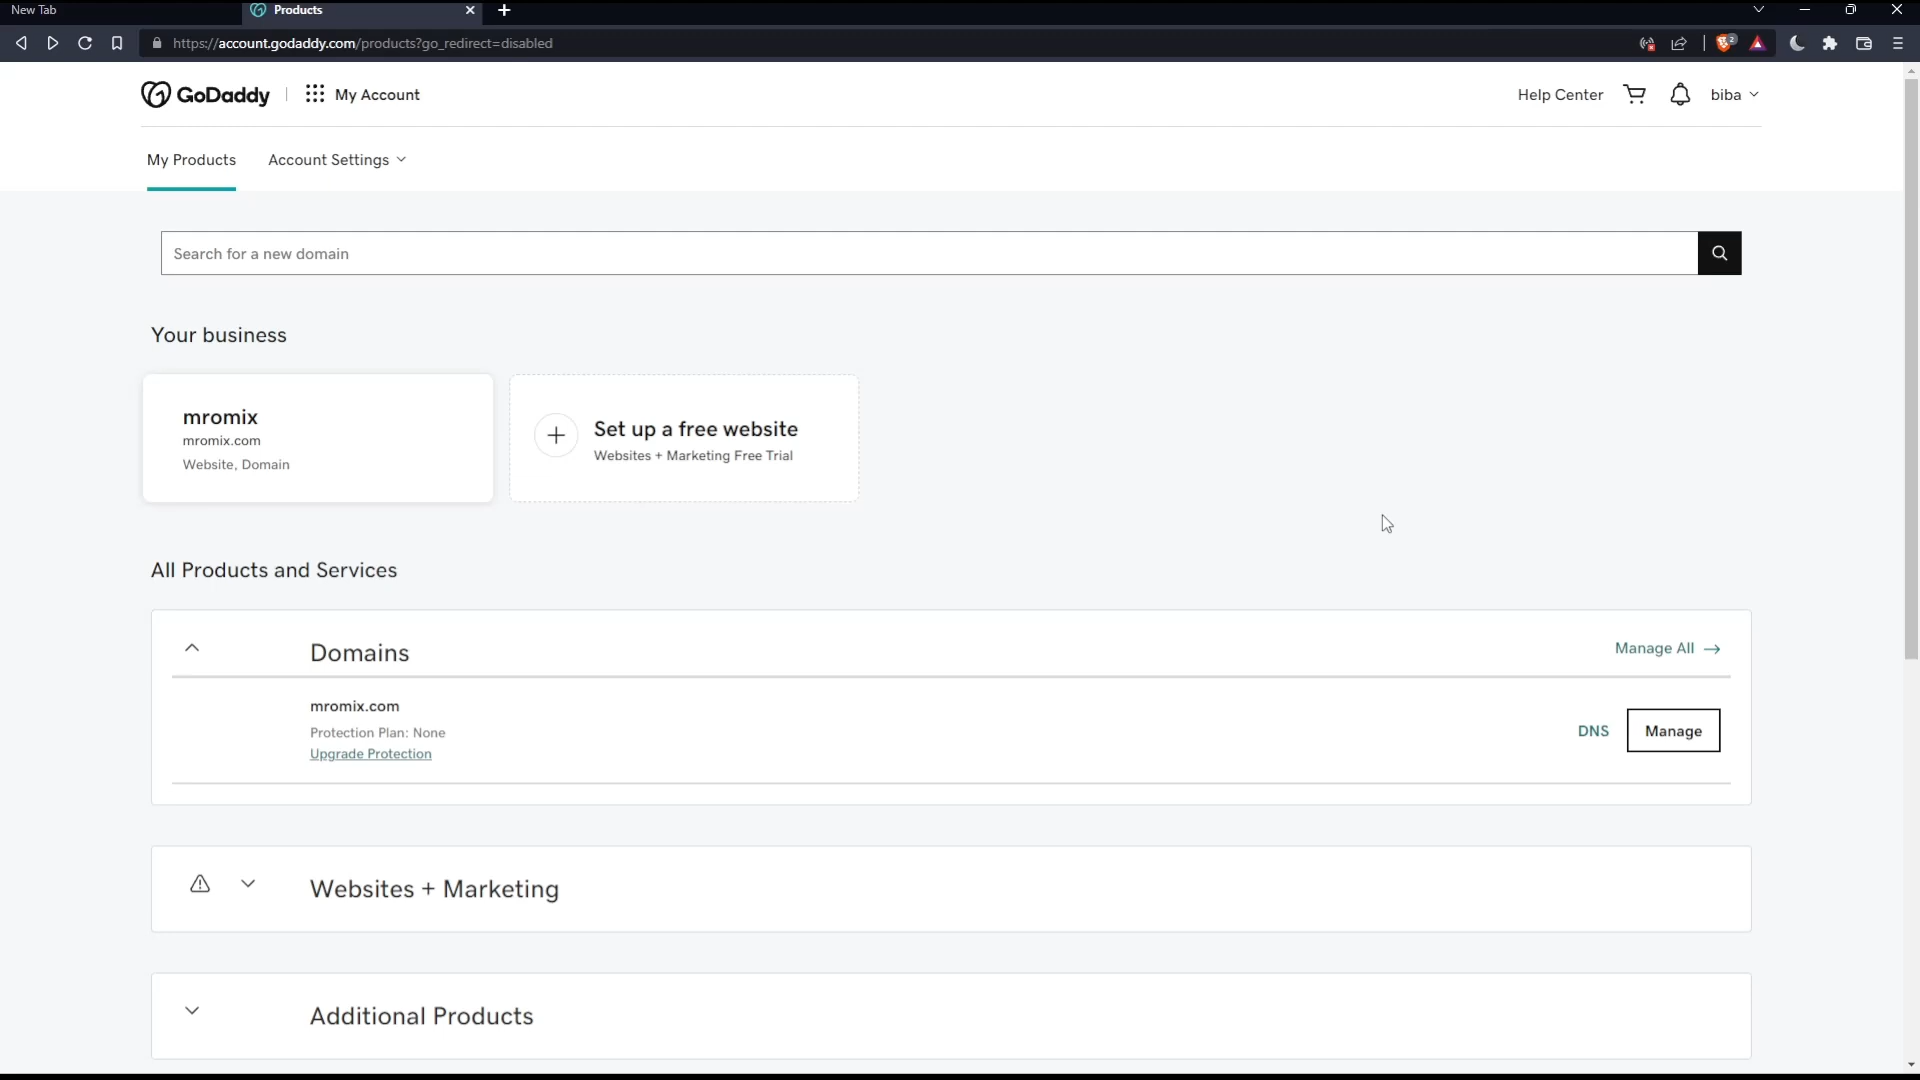 New Tab
Products
https://account.godaddy.com/products?go_redirect=disabled
2
GoDaddy
My Account
Help Center
biba
My Products
Account Settings
Search for a new domain
Your business
mromix
mromix.com
Website, Domain
Set up a free website
Websites + Marketing Free Trial
All Products and Services
Domains
Manage All →
mromix.com
Protection Plan: None
Upgrade Protection
DNS
Manage
Websites + Marketing
Additional Products